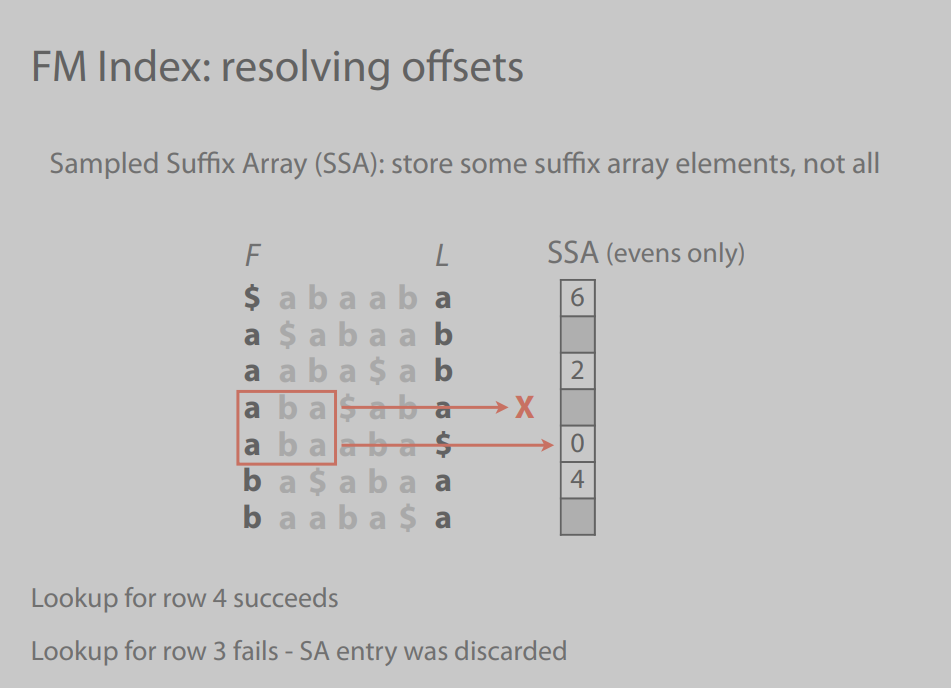 FM Index: resolving offsets
Sampled Suffix Array (SSA): store some suffix array elements, not all
F L SSA (evens only)
$ a b a a b a 6
a $ a b a a b
a a b a $ a b 2
a b a $ a b a X
a b a a b a $ 0
b a $ a b a a 4
b a a b a $ a
Lookup for row 4 succeeds
Lookup for row 3 fails - SA entry was discarded